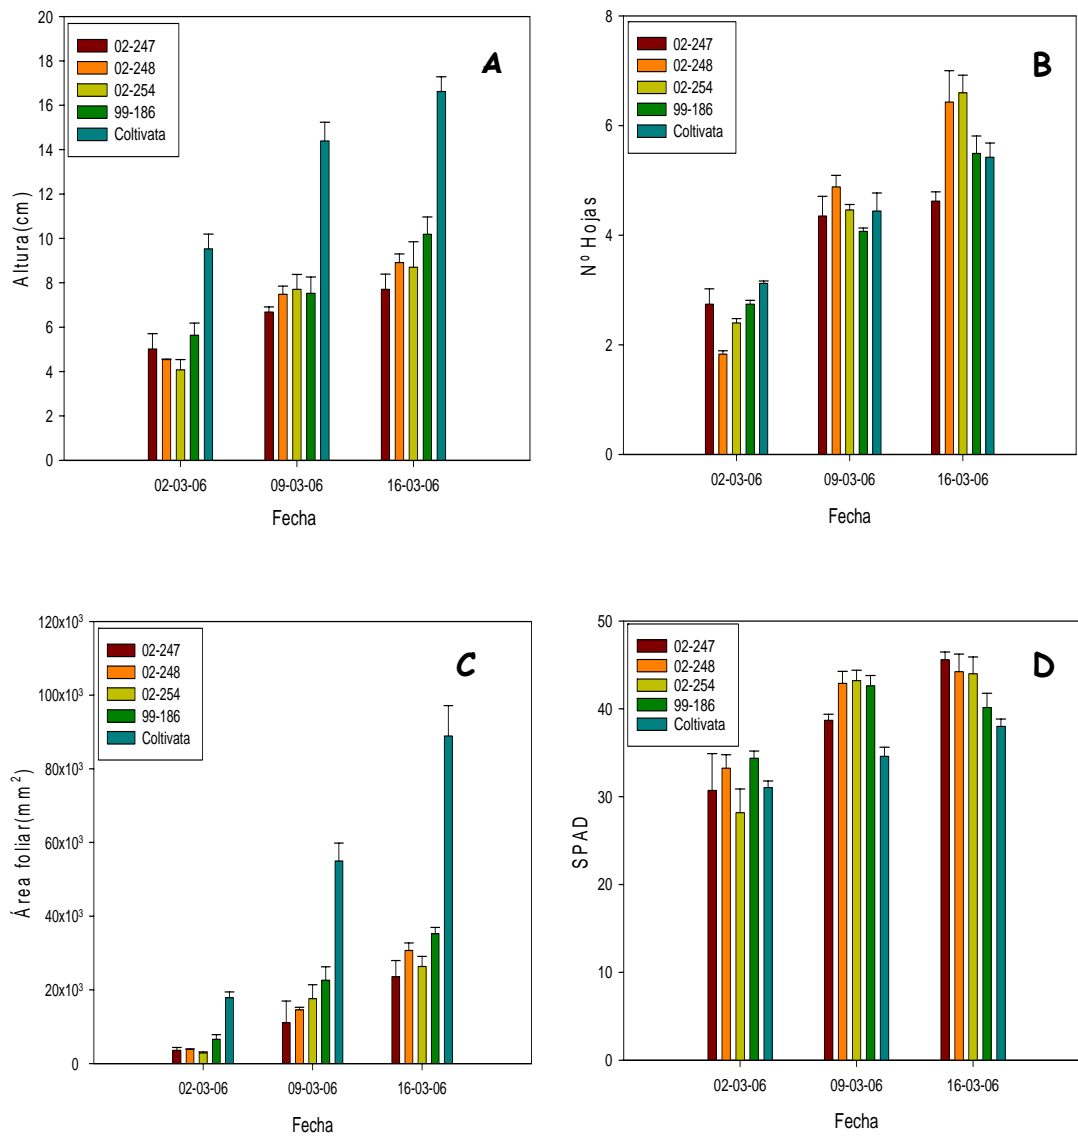 A
02-247
02-248
02-254
99-186
Coltivata
Altura(cm)
20
18
16
14
12
10
8
6
4
2
0
02-03-06 09-03-06 16-03-06
Fecha
B
02-247
02-248
02-254
99-186
Coltivata
Nº Hojas
8
6
4
2
0
02-03-06 09-03-06 16-03-06
Fecha
C
02-247
02-248
02-254
99-186
Coltivata
Área foliar(mm²)
120x10³
100x10³
80x10³
60x10³
40x10³
20x10³
0
02-03-06 09-03-06 16-03-06
Fecha
D
02-247
02-248
02-254
99-186
Coltivata
SPAD
50
40
30
20
10
0
02-03-06 09-03-06 16-03-06
Fecha